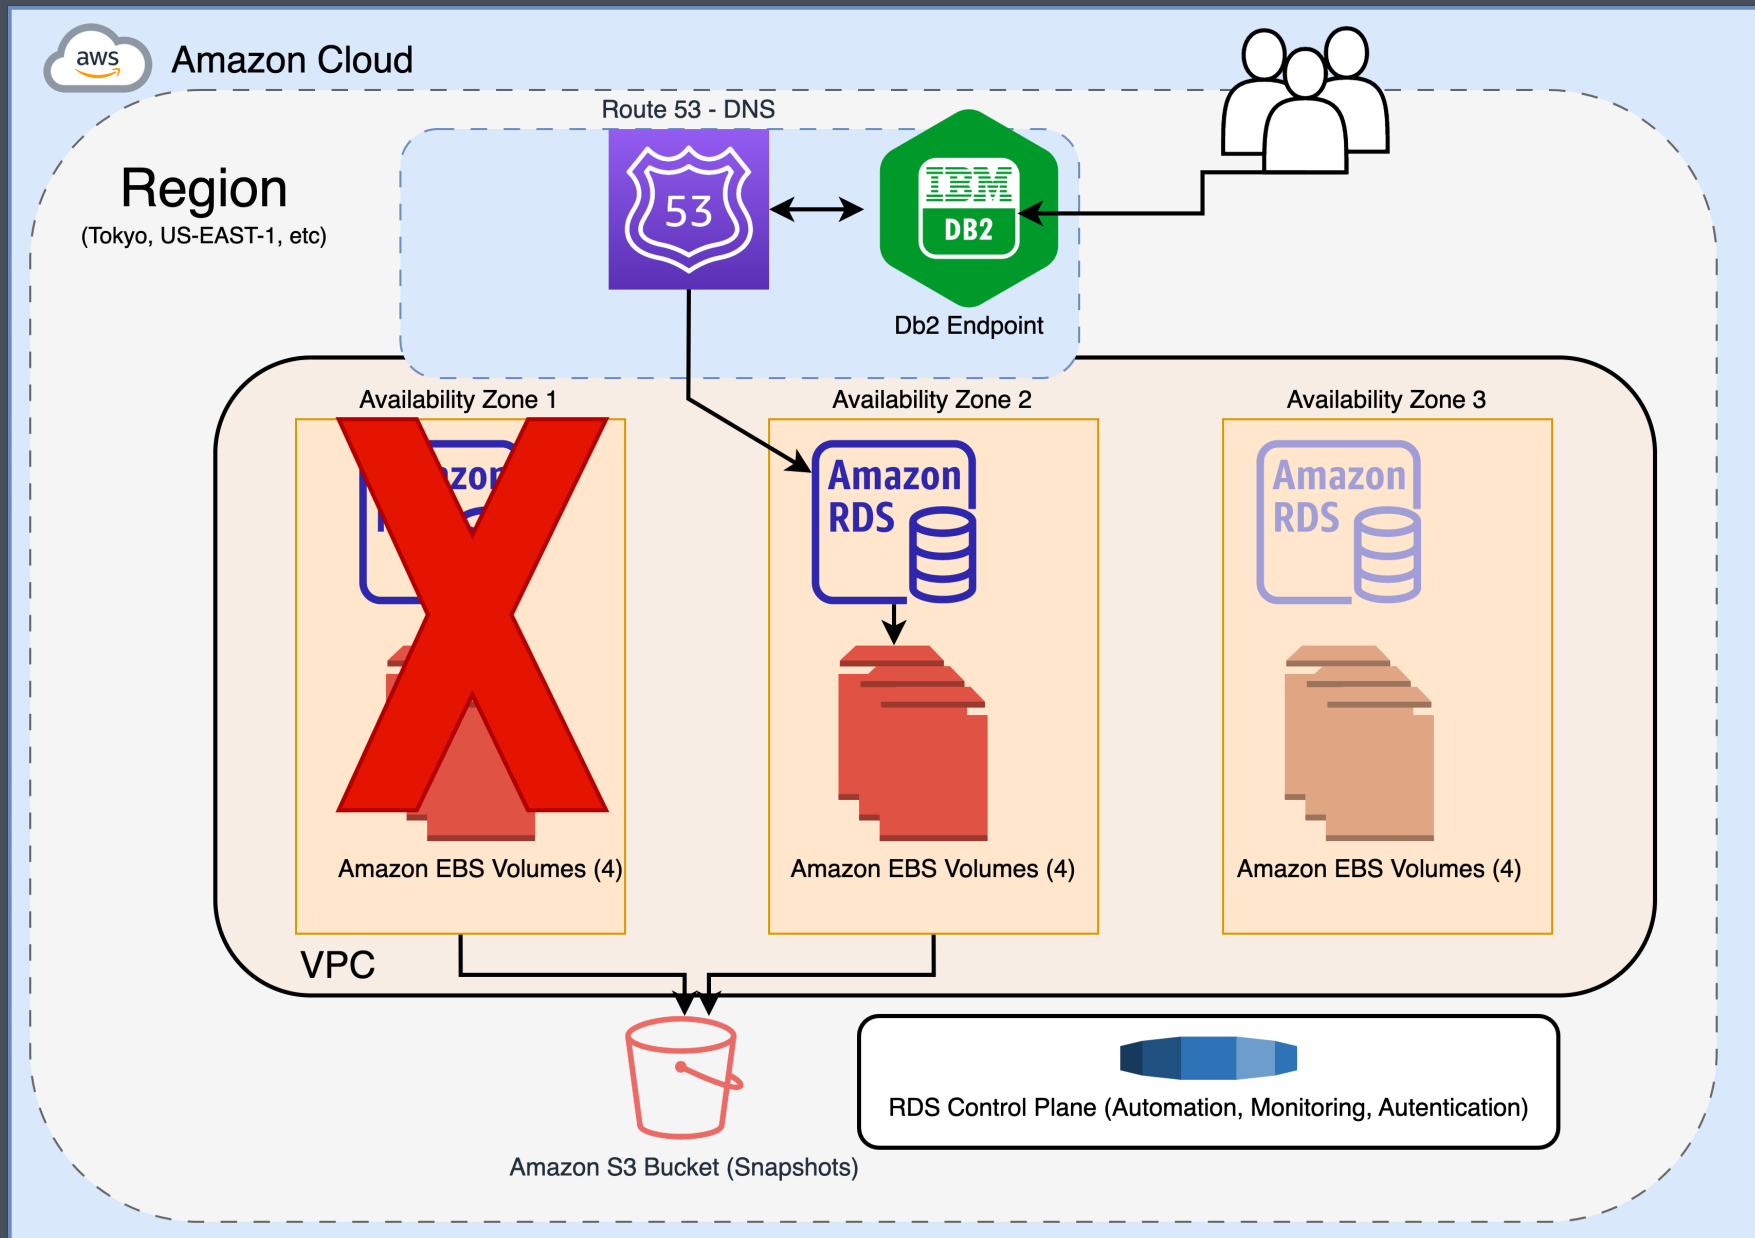 aws
Amazon Cloud
Route 53 - DNS
Region
(Tokyo, US-EAST-1, etc)
53
IBM
DB2
Db2 Endpoint
Availability Zone 1
Availability Zone 2
Availability Zone 3
Amazon
RDS
Amazon
RDS
Amazon EBS Volumes (4)
Amazon EBS Volumes (4)
Amazon EBS Volumes (4)
VPC
RDS Control Plane (Automation, Monitoring, Autentication)
Amazon S3 Bucket (Snapshots)